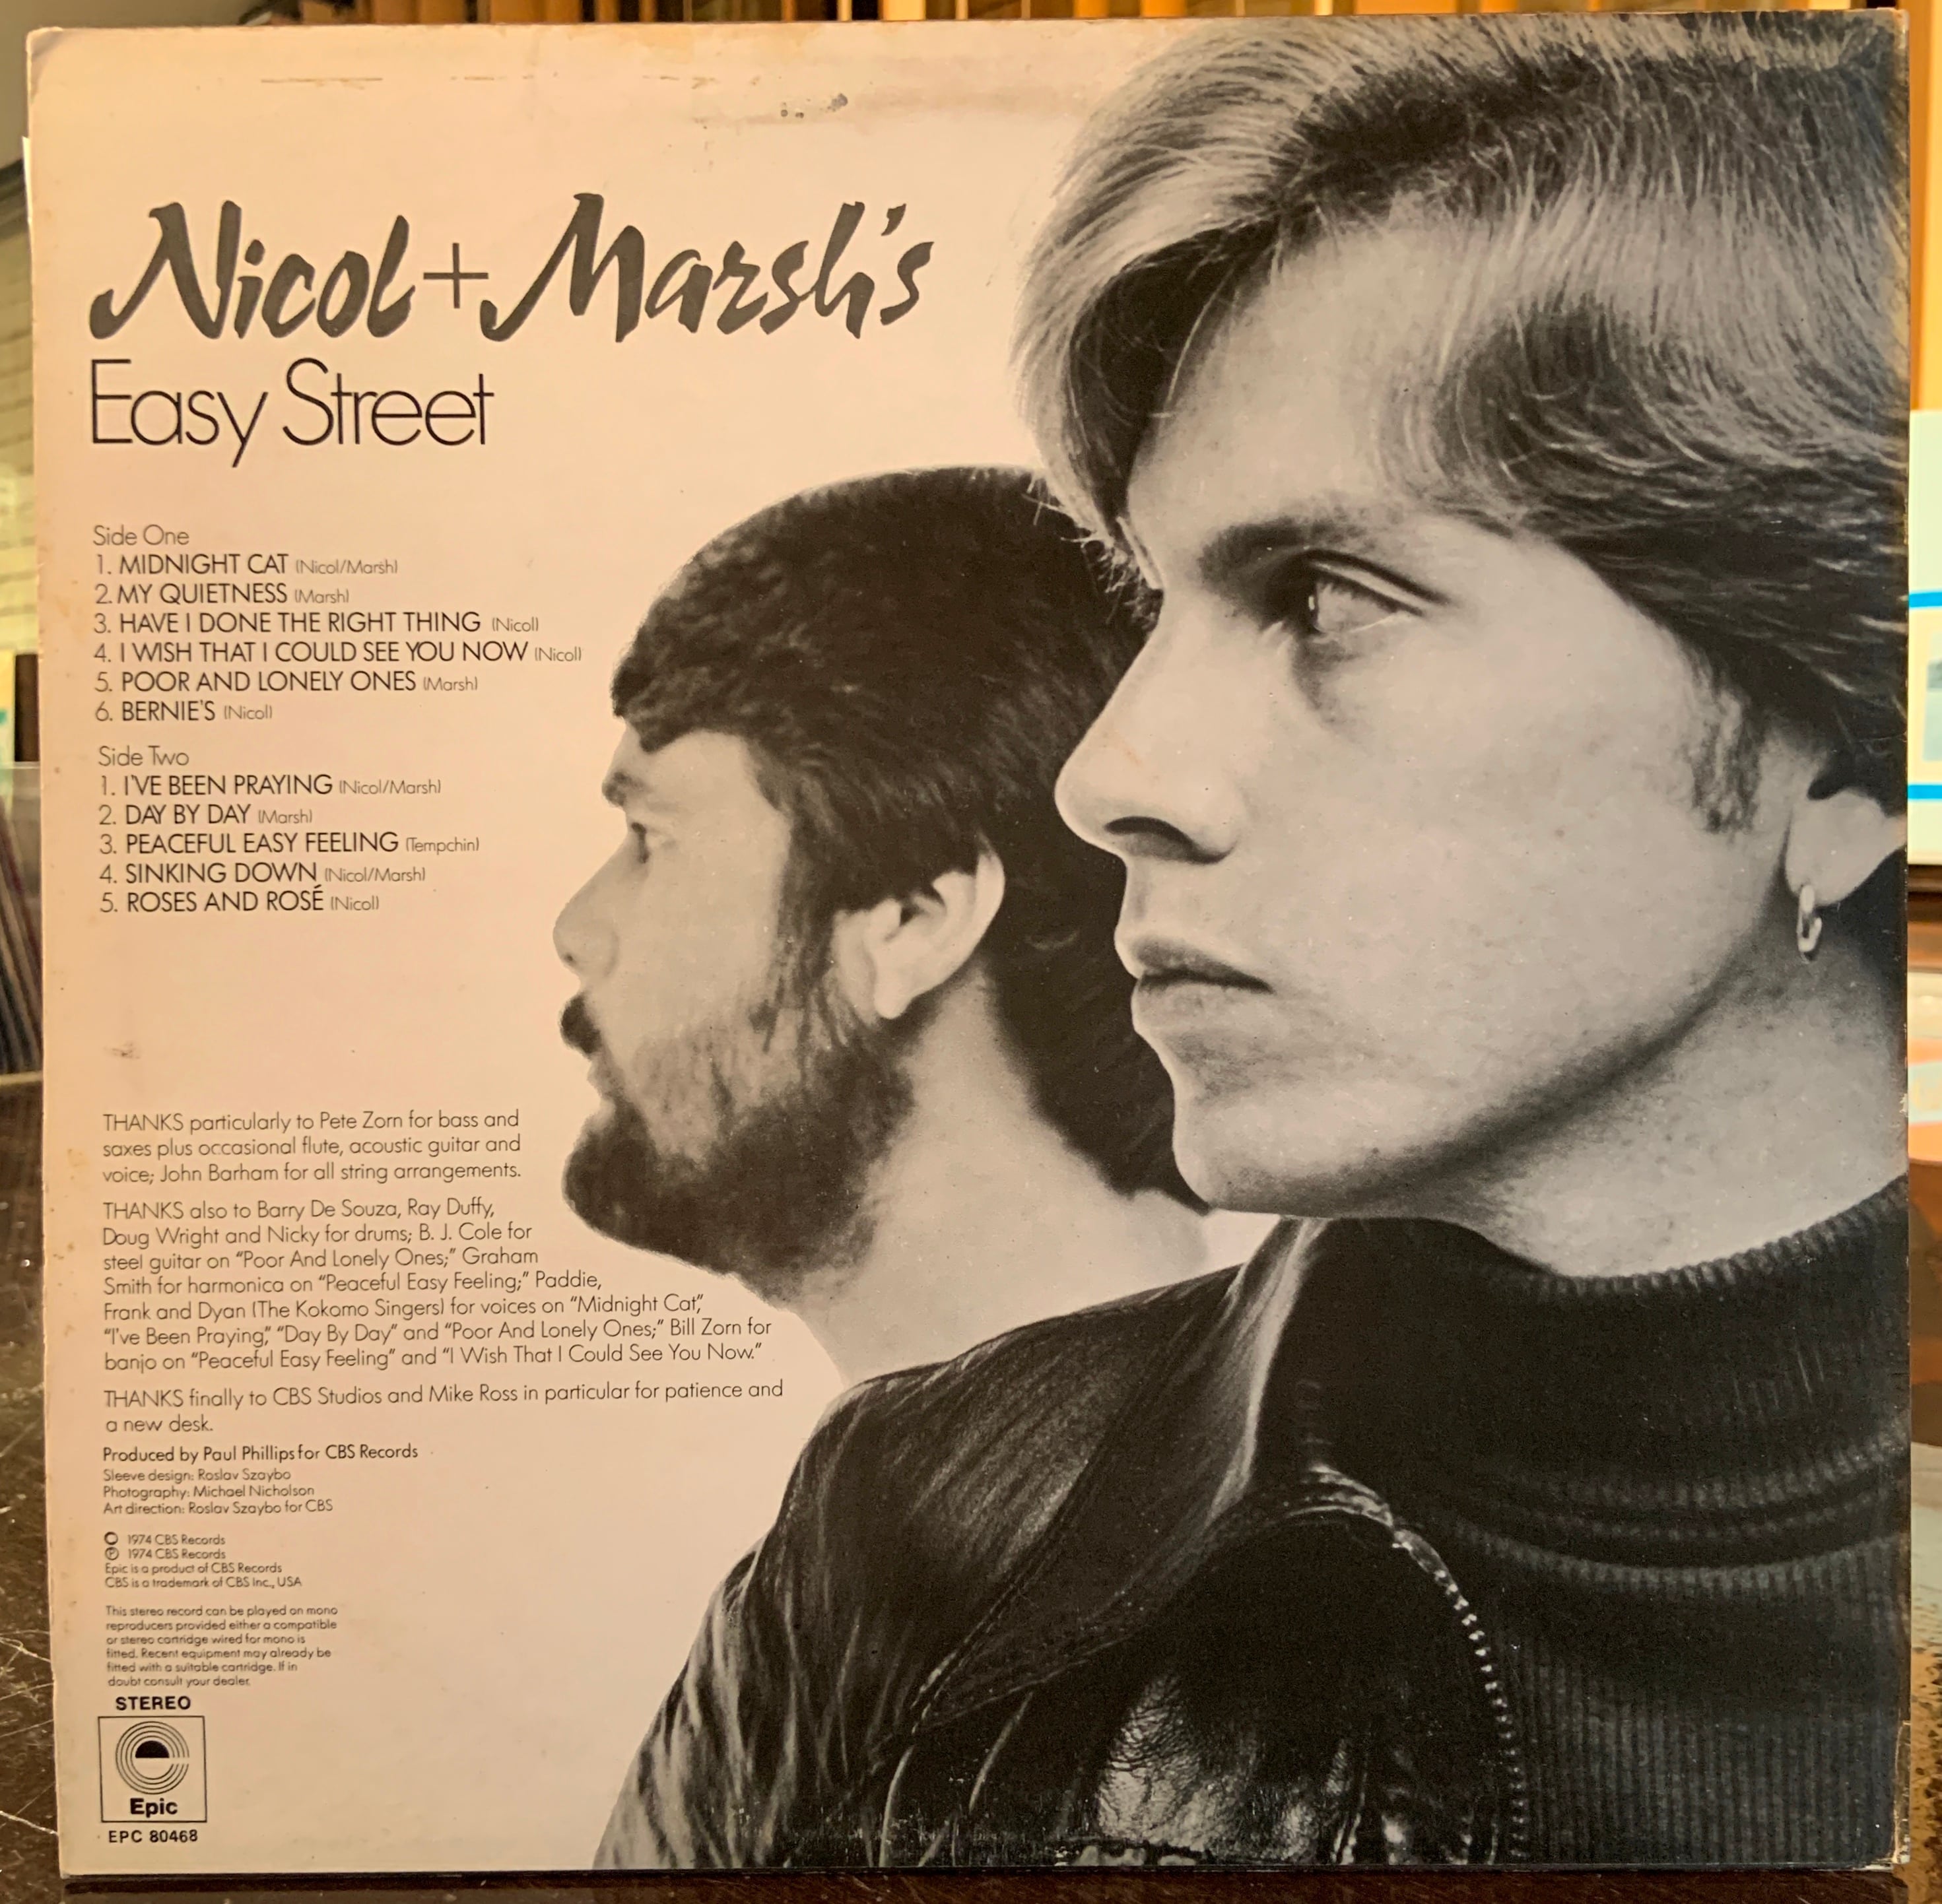 Nicol + Marsh's
Easy Street
Side One
1. MIDNIGHT CAT (Nicol/Marsh)
2. MY QUIETNESS (Marsh)
3. HAVE I DONE THE RIGHT THING (Nicol)
4. I WISH THAT I COULD SEE YOU NOW (Nicol)
5. POOR AND LONELY ONES (Marsh)
6. BERNIE'S (Nicol)
Side Two
1. I'VE BEEN PRAYING (Nicol/Marsh)
2. DAY BY DAY (Marsh)
3. PEACEFUL EASY FEELING (Tempchin)
4. SINKING DOWN (Nicol/Marsh)
5. ROSES AND ROSÉ (Nicol)
THANKS particularly to Pete Zorn for bass and
saxes plus occasional flute, acoustic guitar and
voice; John Barham for all string arrangements.
THANKS also to Barry De Souza, Ray Duffy,
Doug Wright and Nicky for drums; B. J. Cole for
steel guitar on "Poor And Lonely Ones;" Graham
Smith for harmonica on "Peaceful Easy Feeling;" Paddie,
Frank and Dyan (The Kokomo Singers) for voices on "Midnight Cat",
"I've Been Praying," "Day By Day" and "Poor And Lonely Ones;" Bill Zorn for
banjo on "Peaceful Easy Feeling" and "I Wish That I Could See You Now."
THANKS finally to CBS Studios and Mike Ross in particular for patience and
a new desk.
Produced by Paul Phillips for CBS Records
Sleeve design: Roslav Szaybo
Photography: Michael Nicholson
Art direction: Roslav Szaybo for CBS
© 1974 CBS Records
℗ 1974 CBS Records
Epic is a product of CBS Records
CBS is a trademark of CBS Inc., USA
This stereo record can be played on mono
reproducers provided either a compatible
or stereo cartridge wired for mono is
fitted. Recent equipment may already be
fitted with a suitable cartridge. If in
doubt consult your dealer.
STEREO
Epic
EPC 80468